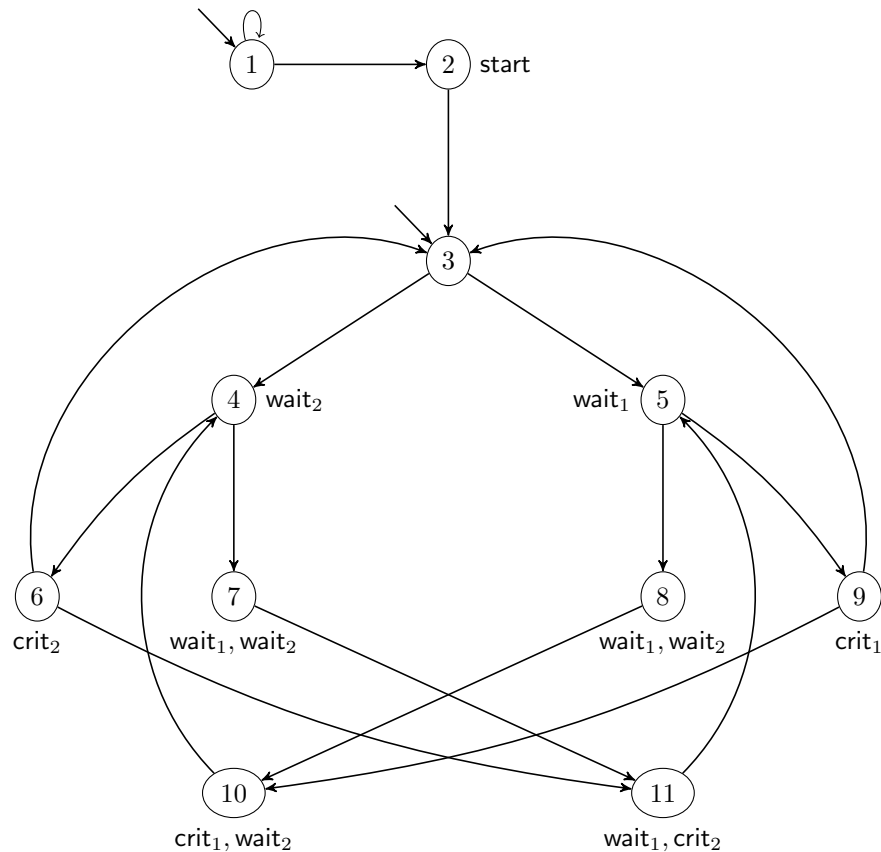 1
2 start
3
4 wait₂
wait₁ 5
6 7 8 9
crit₂ wait₁, wait₂ wait₁, wait₂ crit₁
10 11
crit₁, wait₂ wait₁, crit₂